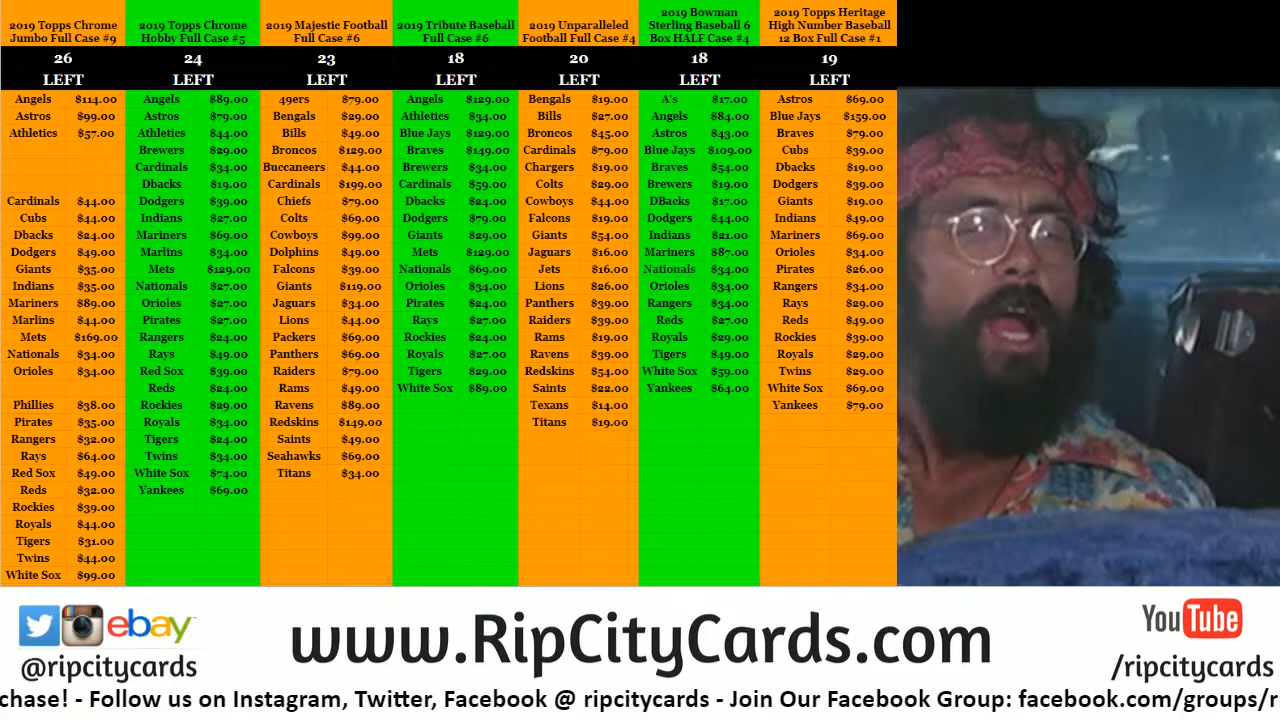 2019 Topps Chrome
Jumbo Full Case #9
26
LEFT
Angels $114.00
Astros $99.00
Athletics $57.00
Cardinals $44.00
Cubs $44.00
Dbacks $24.00
Dodgers $49.00
Giants $35.00
Indians $35.00
Mariners $89.00
Marlins $44.00
Mets $169.00
Nationals $34.00
Orioles $34.00
Phillies $38.00
Pirates $35.00
Rangers $32.00
Rays $64.00
Red Sox $49.00
Reds $32.00
Rockies $39.00
Royals $44.00
Tigers $31.00
Twins $44.00
White Sox $99.00
2019 Topps Chrome
Hobby Full Case #5
24
LEFT
Angels $89.00
Astros $79.00
Athletics $44.00
Brewers $29.00
Cardinals $34.00
Dbacks $19.00
Dodgers $39.00
Indians $27.00
Mariners $69.00
Marlins $34.00
Mets $129.00
Nationals $27.00
Orioles $27.00
Pirates $27.00
Rangers $24.00
Rays $49.00
Red Sox $39.00
Reds $24.00
Rockies $29.00
Royals $34.00
Tigers $24.00
Twins $34.00
White Sox $74.00
Yankees $69.00
2019 Majestic Football
Full Case #6
23
LEFT
49ers $79.00
Bengals $29.00
Bills $49.00
Broncos $129.00
Buccaneers $44.00
Cardinals $199.00
Chiefs $79.00
Colts $69.00
Cowboys $99.00
Dolphins $49.00
Falcons $39.00
Giants $119.00
Jaguars $34.00
Lions $44.00
Packers $69.00
Panthers $69.00
Raiders $79.00
Rams $49.00
Ravens $89.00
Redskins $149.00
Saints $49.00
Seahawks $69.00
Titans $34.00
2019 Tribute Baseball
Full Case #6
18
LEFT
Angels $129.00
Athletics $34.00
Blue Jays $129.00
Braves $149.00
Brewers $34.00
Cardinals $59.00
Dbacks $24.00
Dodgers $79.00
Giants $29.00
Mets $129.00
Nationals $69.00
Orioles $34.00
Pirates $24.00
Rays $27.00
Rockies $24.00
Royals $27.00
Tigers $29.00
White Sox $89.00
2019 Unparalleled
Football Full Case #4
20
LEFT
Bengals $19.00
Bills $27.00
Broncos $45.00
Cardinals $79.00
Chargers $19.00
Colts $29.00
Cowboys $44.00
Falcons $19.00
Giants $54.00
Jaguars $16.00
Jets $16.00
Lions $26.00
Panthers $39.00
Raiders $39.00
Rams $19.00
Ravens $39.00
Redskins $54.00
Saints $22.00
Texans $14.00
Titans $19.00
2019 Bowman
Sterling Baseball 6
Box HALF Case #4
18
LEFT
A's $17.00
Angels $84.00
Astros $43.00
Blue Jays $109.00
Braves $54.00
Brewers $19.00
DBacks $17.00
Dodgers $44.00
Indians $21.00
Mariners $87.00
Nationals $34.00
Orioles $34.00
Rangers $34.00
Reds $27.00
Royals $29.00
Tigers $49.00
White Sox $59.00
Yankees $64.00
2019 Topps Heritage
High Number Baseball
12 Box Full Case #1
19
LEFT
Astros $69.00
Blue Jays $159.00
Braves $79.00
Cubs $39.00
Dbacks $19.00
Dodgers $39.00
Giants $19.00
Indians $49.00
Mariners $69.00
Orioles $34.00
Pirates $26.00
Rangers $34.00
Rays $29.00
Reds $49.00
Rockies $39.00
Royals $29.00
Twins $29.00
White Sox $69.00
Yankees $79.00
ebay
@ripcitycards
www.RipCityCards.com
YouTube
/ripcitycards
chase! - Follow us on Instagram, Twitter, Facebook @ ripcitycards - Join Our Facebook Group: facebook.com/groups/r